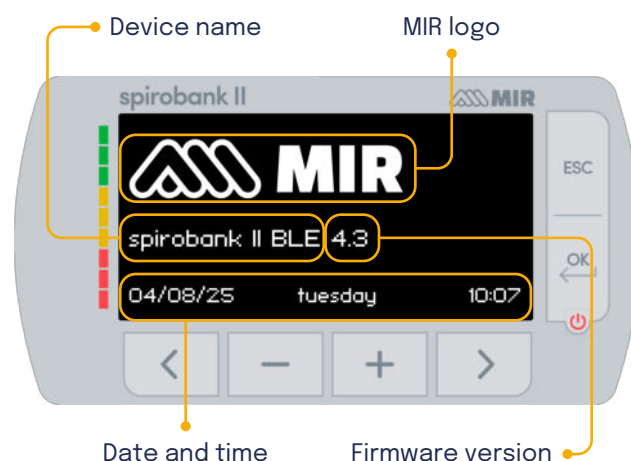 Device name
MIR logo
spirobank II
MIR
MIR
ESC
spirobank II BLE 4.3
OK
04/08/25 tuesday 10:07
Date and time
Firmware version